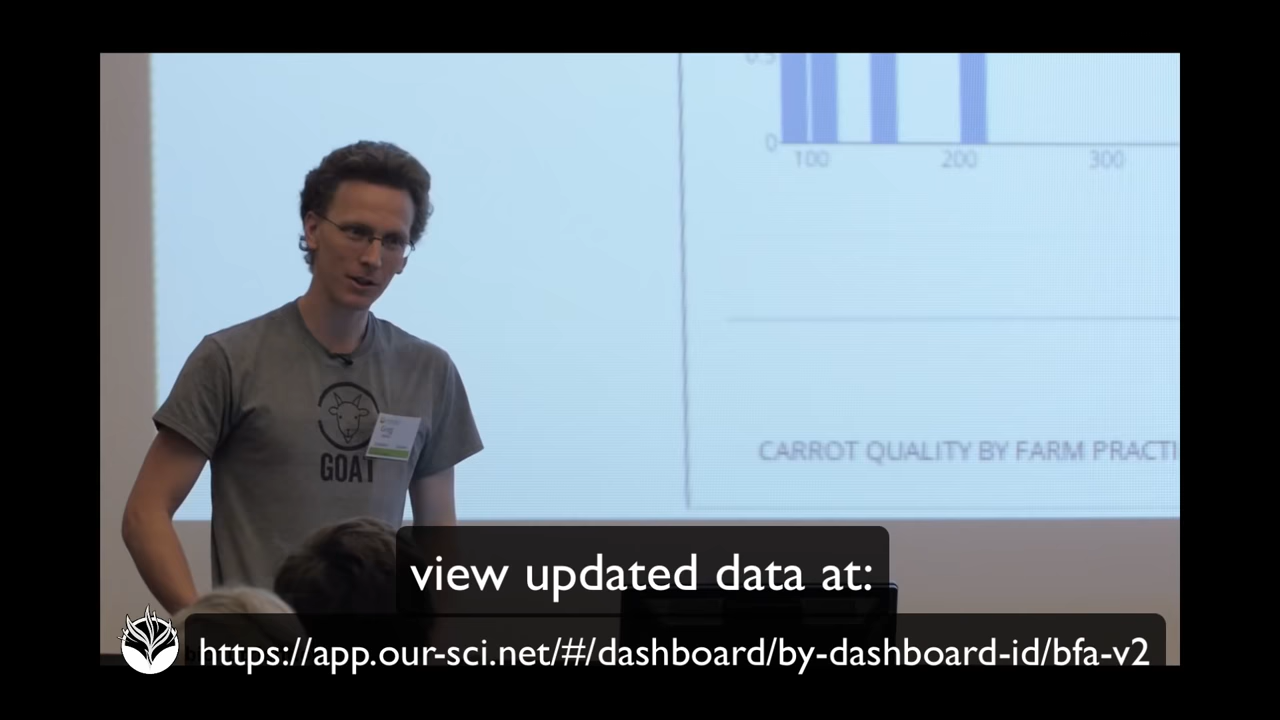 0.5
0
100 200 300
CARROT QUALITY BY FARM PRACTI
GOAT
view updated data at:
https://app.our-sci.net/#/dashboard/by-dashboard-id/bfa-v2